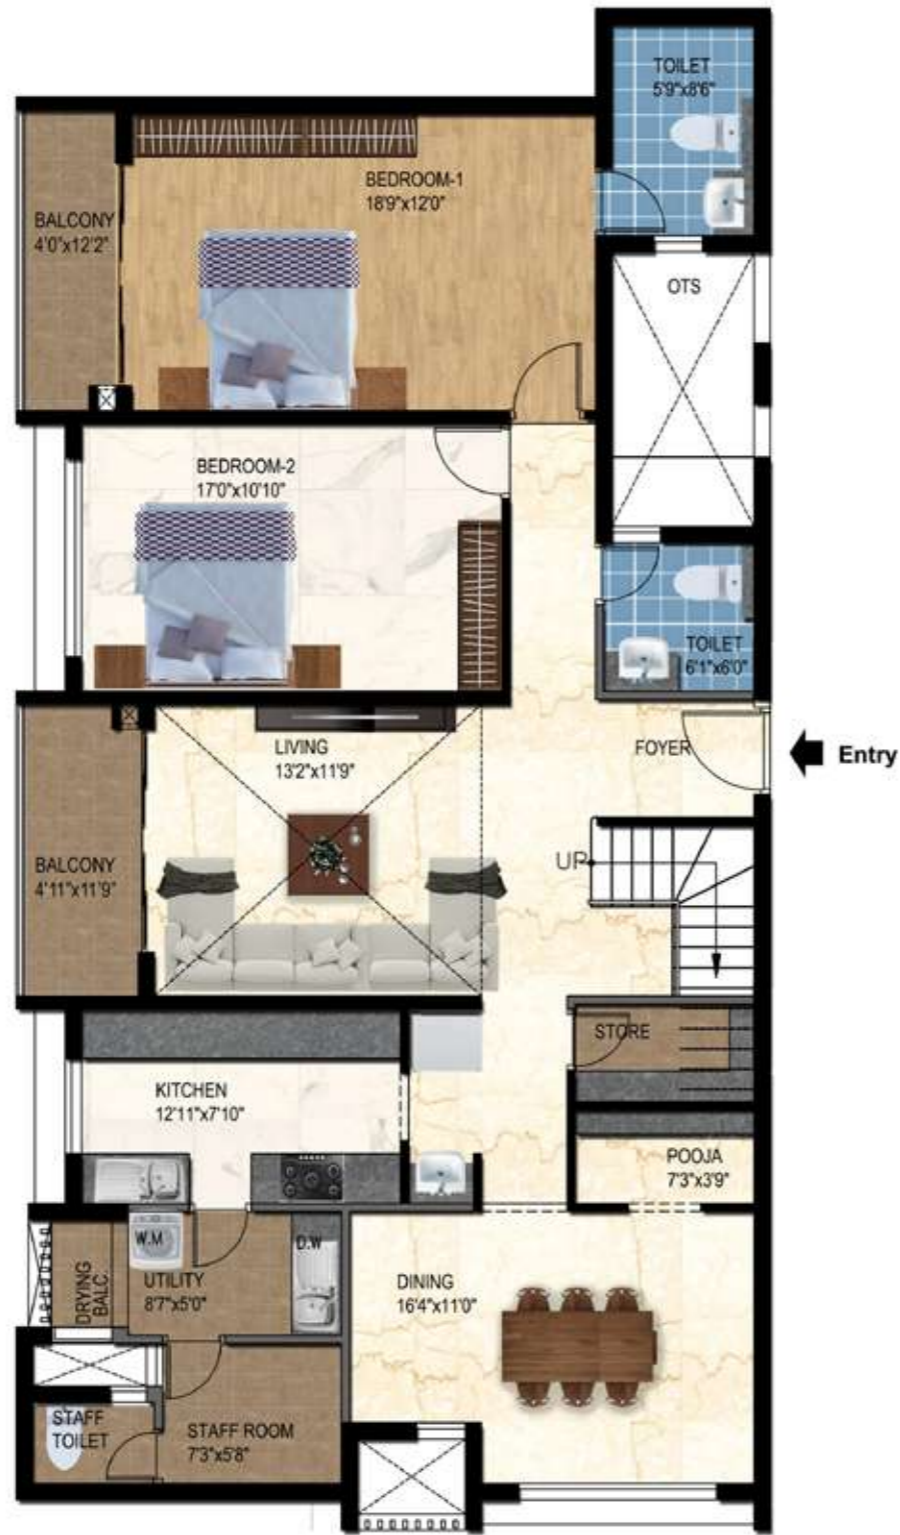 TOILET
5'9"x8'6"
BEDROOM-1
18'9"x12'0"
BALCONY
4'0"x12'2"
OTS
BEDROOM-2
17'0"x10'10"
TOILET
6'1"x6'0"
LIVING
13'2"x11'9"
FOYER
Entry
UP
BALCONY
4'11"x11'9"
STORE
KITCHEN
12'11"x7'10"
POOJA
7'3"x3'9"
W.M
D.W
UTILITY
8'7"x5'0"
DRYING
BALC.
DINING
16'4"x11'0"
STAFF
TOILET
STAFF ROOM
7'3"x5'8"